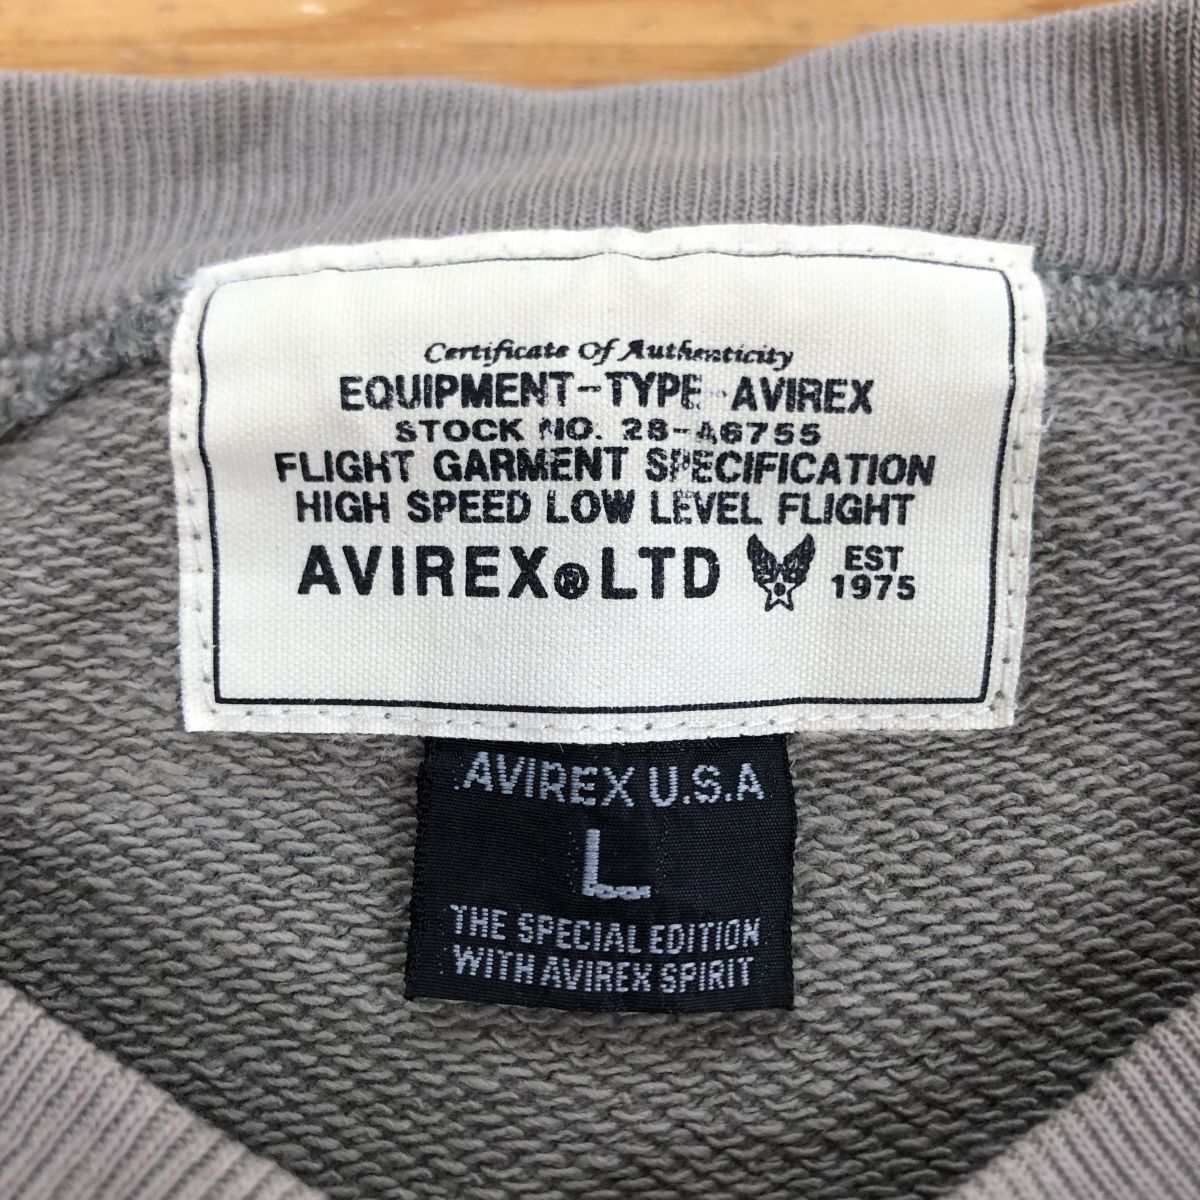 Certificate Of Authenticity
EQUIPMENT-TYPE-AVIREX
STOCK NO. 28-A6755
FLIGHT GARMENT SPECIFICATION
HIGH SPEED LOW LEVEL FLIGHT
AVIREX®LTD EST 1975
AVIREX U.S.A
L
THE SPECIAL EDITION
WITH AVIREX SPIRIT